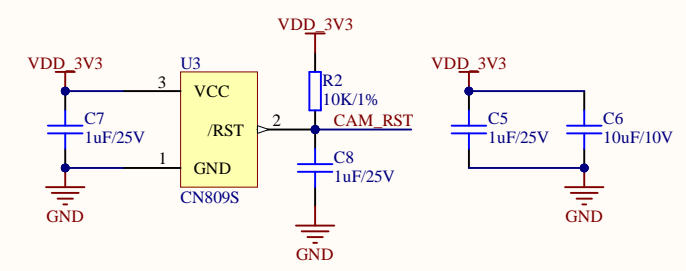 VDD_3V3
VDD_3V3
U3
VDD_3V3
3
VCC
R2
10K/1%
C7
1uF/25V
/RST
2
CAM_RST
C5
1uF/25V
C6
10uF/10V
1
GND
C8
1uF/25V
CN809S
GND
GND
GND